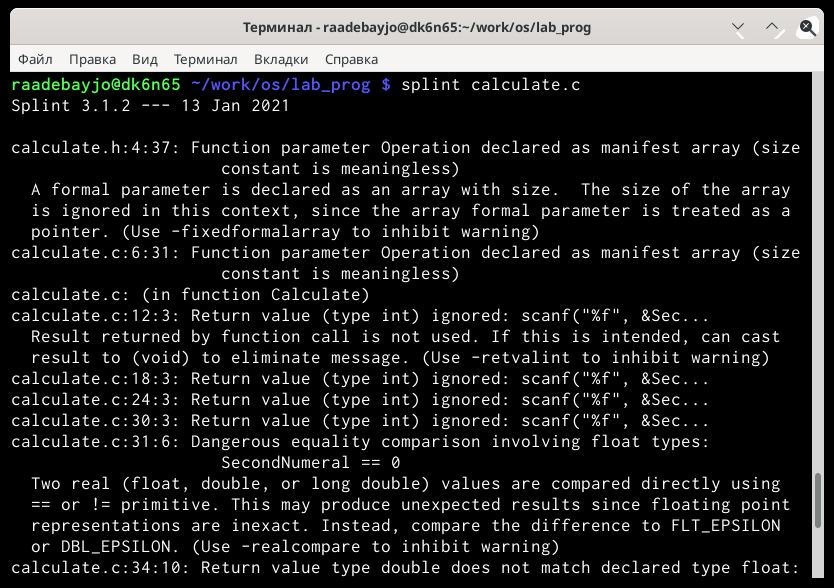 Терминал - raadebayjo@dk6n65:~/work/os/lab_prog
Файл Правка Вид Терминал Вкладки Справка
raadebayjo@dk6n65 ~/work/os/lab_prog $ splint calculate.c
Splint 3.1.2 --- 13 Jan 2021
calculate.h:4:37: Function parameter Operation declared as manifest array (size
constant is meaningless)
A formal parameter is declared as an array with size.  The size of the array
is ignored in this context, since the array formal parameter is treated as a
pointer. (Use -fixedformalarray to inhibit warning)
calculate.c:6:31: Function parameter Operation declared as manifest array (size
constant is meaningless)
calculate.c: (in function Calculate)
calculate.c:12:3: Return value (type int) ignored: scanf("%f", &Sec...
Result returned by function call is not used. If this is intended, can cast
result to (void) to eliminate message. (Use -retvalint to inhibit warning)
calculate.c:18:3: Return value (type int) ignored: scanf("%f", &Sec...
calculate.c:24:3: Return value (type int) ignored: scanf("%f", &Sec...
calculate.c:30:3: Return value (type int) ignored: scanf("%f", &Sec...
calculate.c:31:6: Dangerous equality comparison involving float types:
SecondNumeral == 0
Two real (float, double, or long double) values are compared directly using
== or != primitive. This may produce unexpected results since floating point
representations are inexact. Instead, compare the difference to FLT_EPSILON
or DBL_EPSILON. (Use -realcompare to inhibit warning)
calculate.c:34:10: Return value type double does not match declared type float: